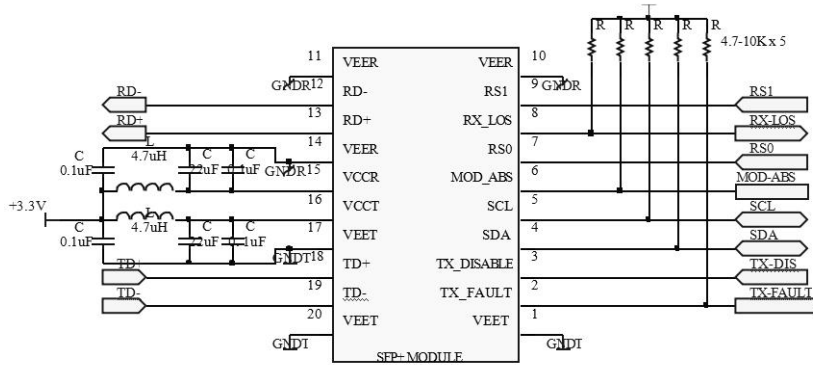 R R R R R
4.7-10K x 5
11 VEER VEER 10
GNDR 12 RD- RS1 9 GNDR
RD- RS1
13 RD+ RX_LOS 8
RD+ RX-LOS
14 VEER RS0 7
L RS0
C 4.7uH C C
0.1uF 22uF 0.1uF GNDR 15 VCCR MOD_ABS 6
MOD-ABS
16 VCCT SCL 5
+3.3V L SCL
C 4.7uH C C 17 VEET SDA 4
0.1uF 22uF 0.1uF SDA
GNDT 18 TD+ TX_DISABLE 3
TD+ TX-DIS
19 TD- TX_FAULT 2
TD- TX-FAULT
20 VEET VEET 1
GNDT GNDT
SFP+ MODULE